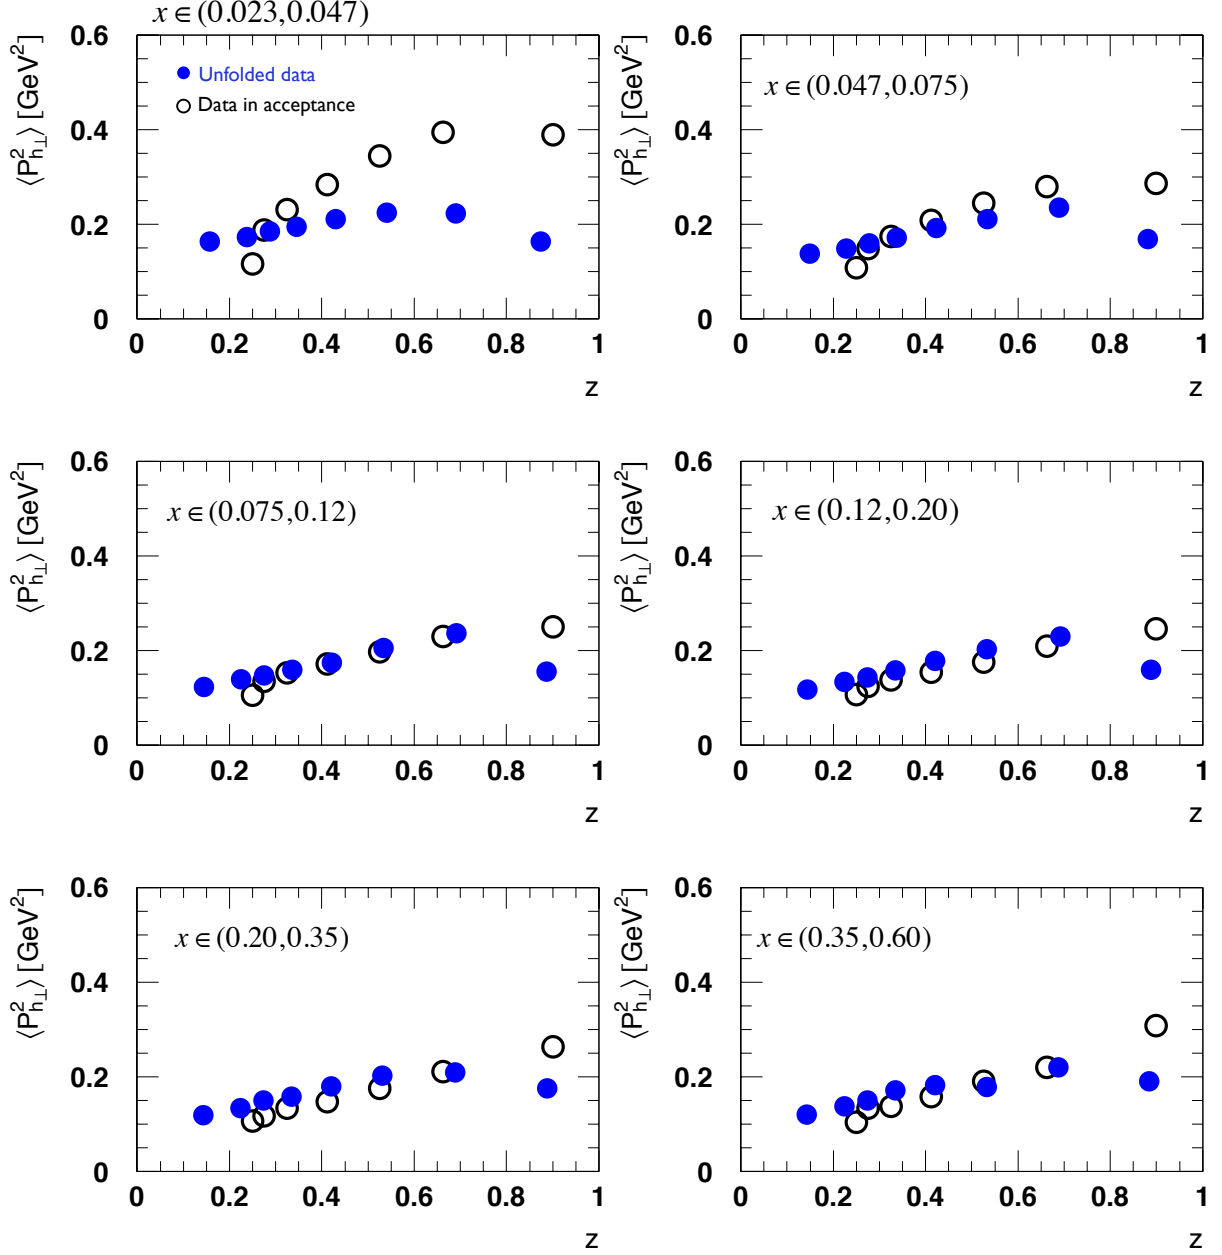 x ∈ (0.023,0.047)
⟨P²h⊥⟩ [GeV²]
0.6
0.4
0.2
0
Unfolded data
Data in acceptance
0 0.2 0.4 0.6 0.8 1
z
x ∈ (0.047,0.075)
⟨P²h⊥⟩ [GeV²]
0.6
0.4
0.2
0
0 0.2 0.4 0.6 0.8 1
z
x ∈ (0.075,0.12)
⟨P²h⊥⟩ [GeV²]
0.6
0.4
0.2
0
0 0.2 0.4 0.6 0.8 1
z
x ∈ (0.12,0.20)
⟨P²h⊥⟩ [GeV²]
0.6
0.4
0.2
0
0 0.2 0.4 0.6 0.8 1
z
x ∈ (0.20,0.35)
⟨P²h⊥⟩ [GeV²]
0.6
0.4
0.2
0
0 0.2 0.4 0.6 0.8 1
z
x ∈ (0.35,0.60)
⟨P²h⊥⟩ [GeV²]
0.6
0.4
0.2
0
0 0.2 0.4 0.6 0.8 1
z